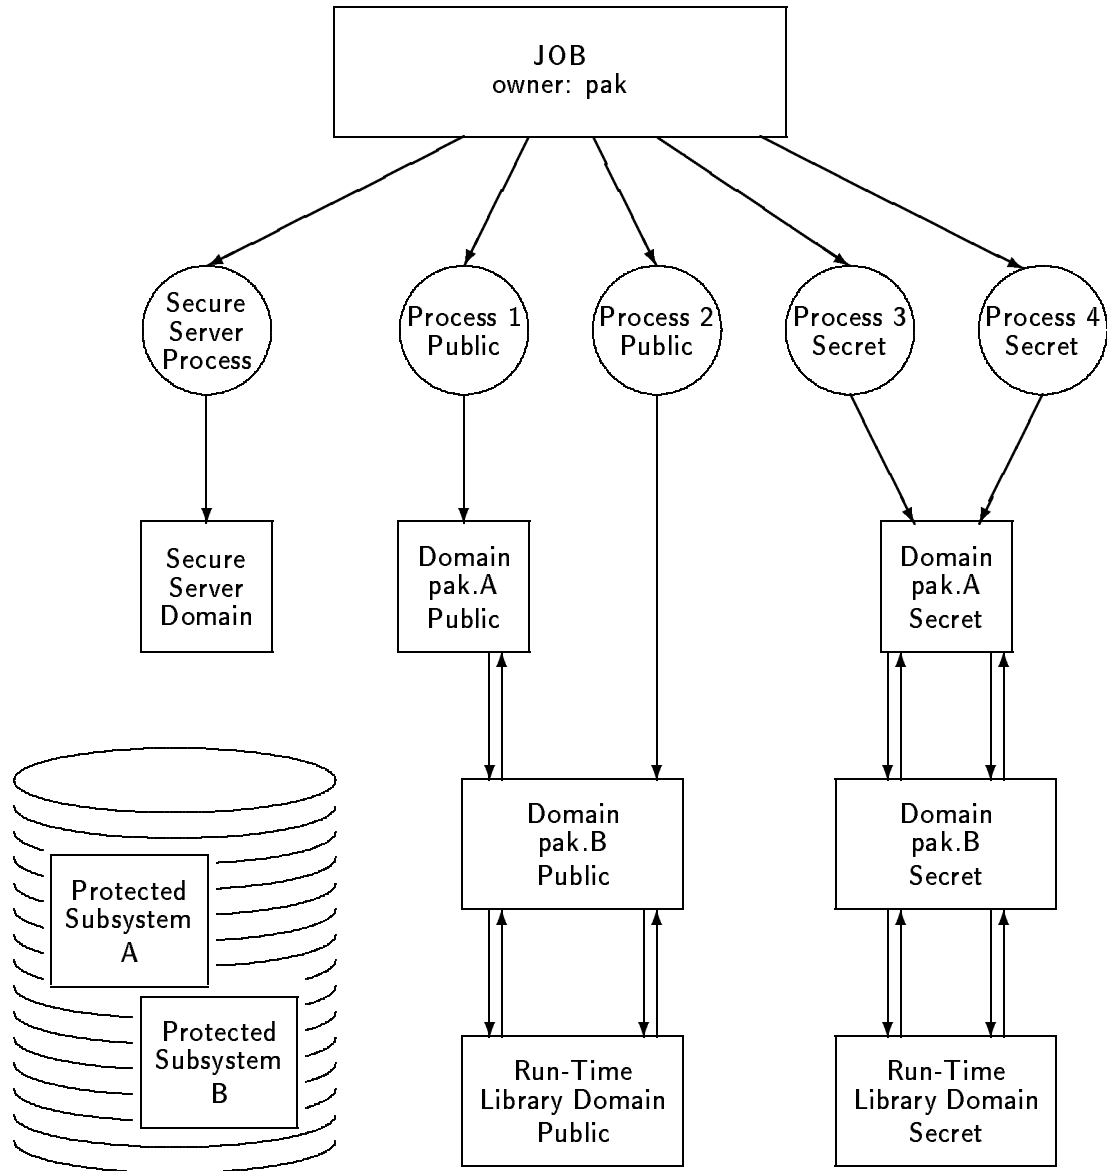 JOB
owner: pak
Secure
Server
Process
Process 1
Public
Process 2
Public
Process 3
Secret
Process 4
Secret
Secure
Server
Domain
Domain
pak.A
Public
Domain
pak.A
Secret
Domain
pak.B
Public
Domain
pak.B
Secret
Protected
Subsystem
A
Protected
Subsystem
B
Run-Time
Library Domain
Public
Run-Time
Library Domain
Secret